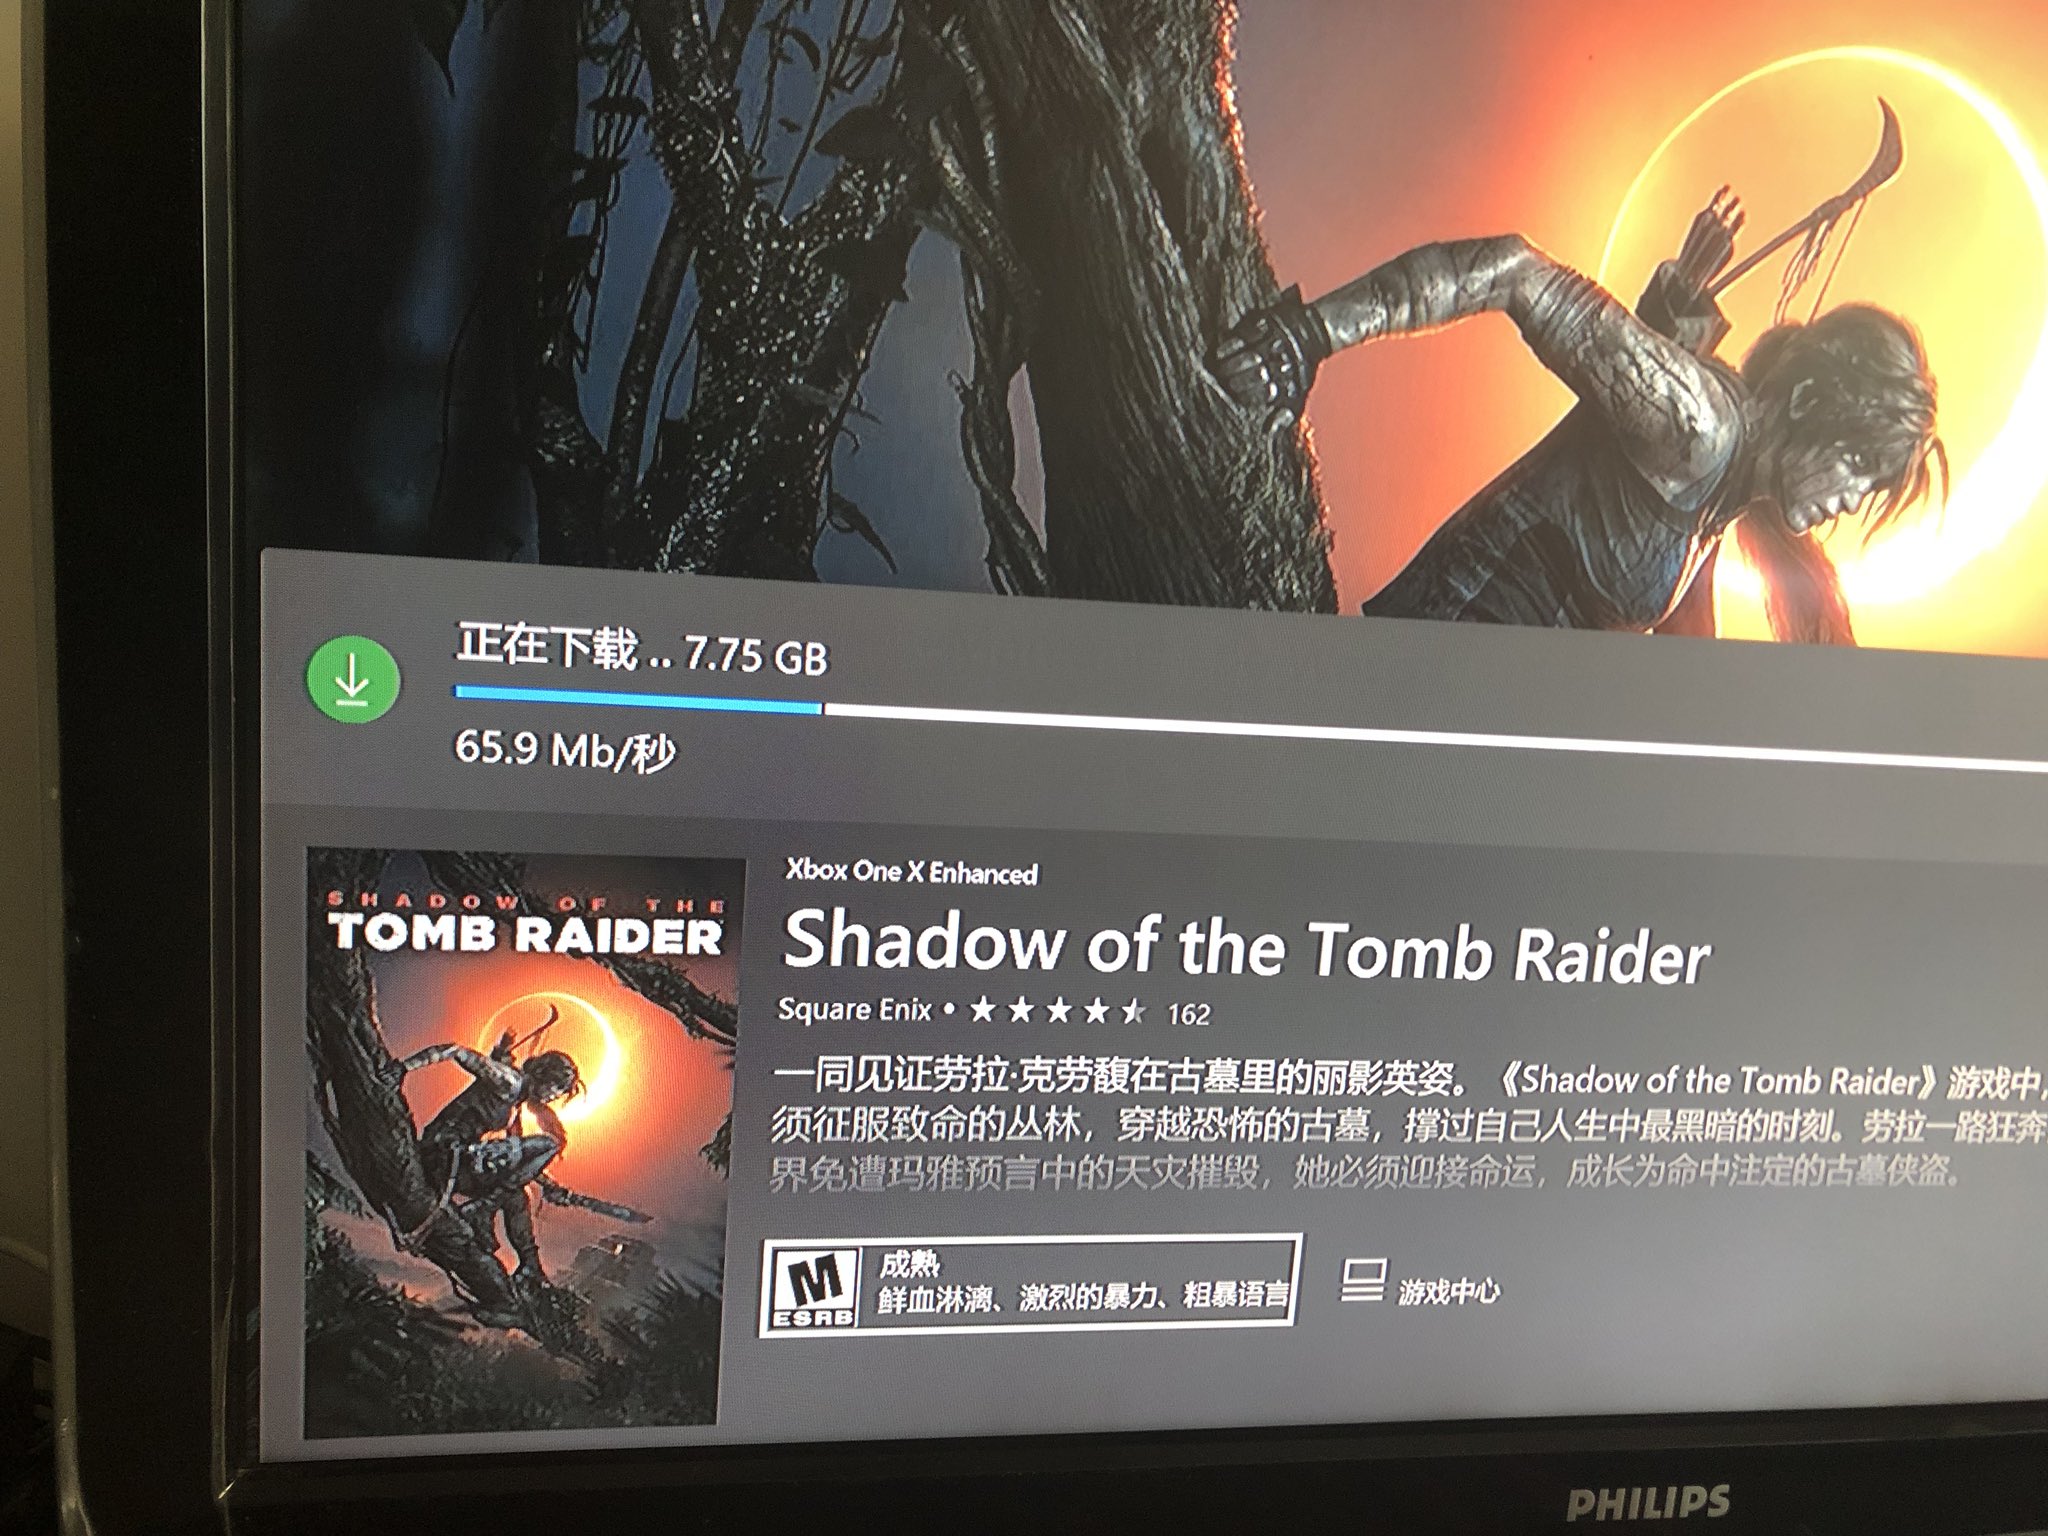 正在下载 .. 7.75 GB
65.9 Mb/秒
SHADOW OF THE
TOMB RAIDER
Xbox One X Enhanced
Shadow of the Tomb Raider
Square Enix • ★★★★⯨ 162
一同见证劳拉·克劳馥在古墓里的丽影英姿。《Shadow of the Tomb Raider》游戏中,
须征服致命的丛林，穿越恐怖的古墓，撑过自己人生中最黑暗的时刻。劳拉一路狂奔
界免遭玛雅预言中的天灾摧毁，她必须迎接命运，成长为命中注定的古墓侠盗。
M
ESRB
成熟
鲜血淋漓、激烈的暴力、粗暴语言
游戏中心
PHILIPS